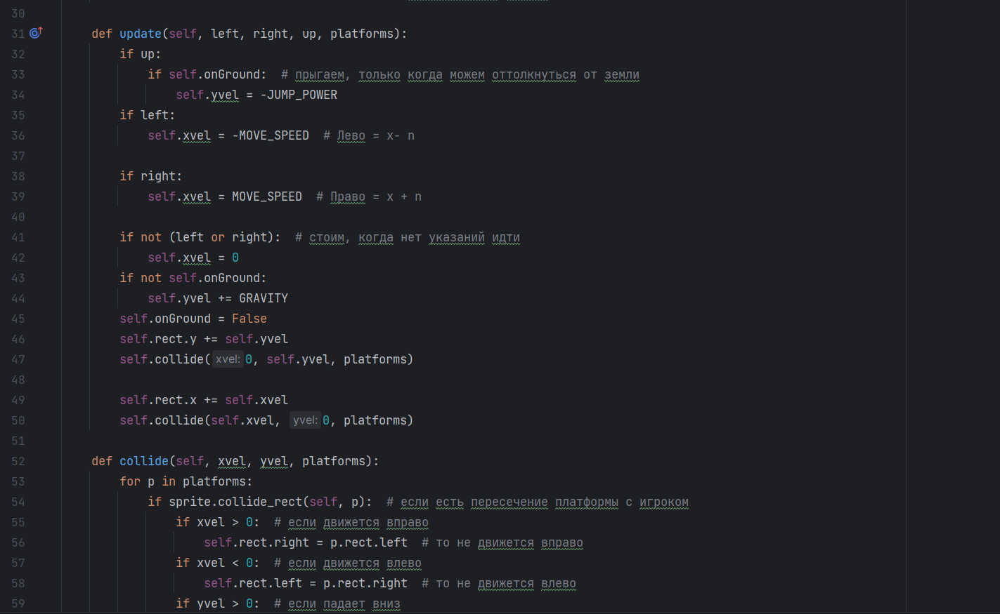 30
31 def update(self, left, right, up, platforms):
32 if up:
33 if self.onGround: # прыгаем, только когда можем оттолкнуться от земли
34 self.yvel = -JUMP_POWER
35 if left:
36 self.xvel = -MOVE_SPEED # Лево = x- n
37
38 if right:
39 self.xvel = MOVE_SPEED # Право = x + n
40
41 if not (left or right): # стоим, когда нет указаний идти
42 self.xvel = 0
43 if not self.onGround:
44 self.yvel += GRAVITY
45 self.onGround = False
46 self.rect.y += self.yvel
47 self.collide( xvel: 0, self.yvel, platforms)
48
49 self.rect.x += self.xvel
50 self.collide(self.xvel, yvel: 0, platforms)
51
52 def collide(self, xvel, yvel, platforms):
53 for p in platforms:
54 if sprite.collide_rect(self, p): # если есть пересечение платформы с игроком
55 if xvel > 0: # если движется вправо
56 self.rect.right = p.rect.left # то не движется вправо
57 if xvel < 0: # если движется влево
58 self.rect.left = p.rect.right # то не движется влево
59 if yvel > 0: # если падает вниз